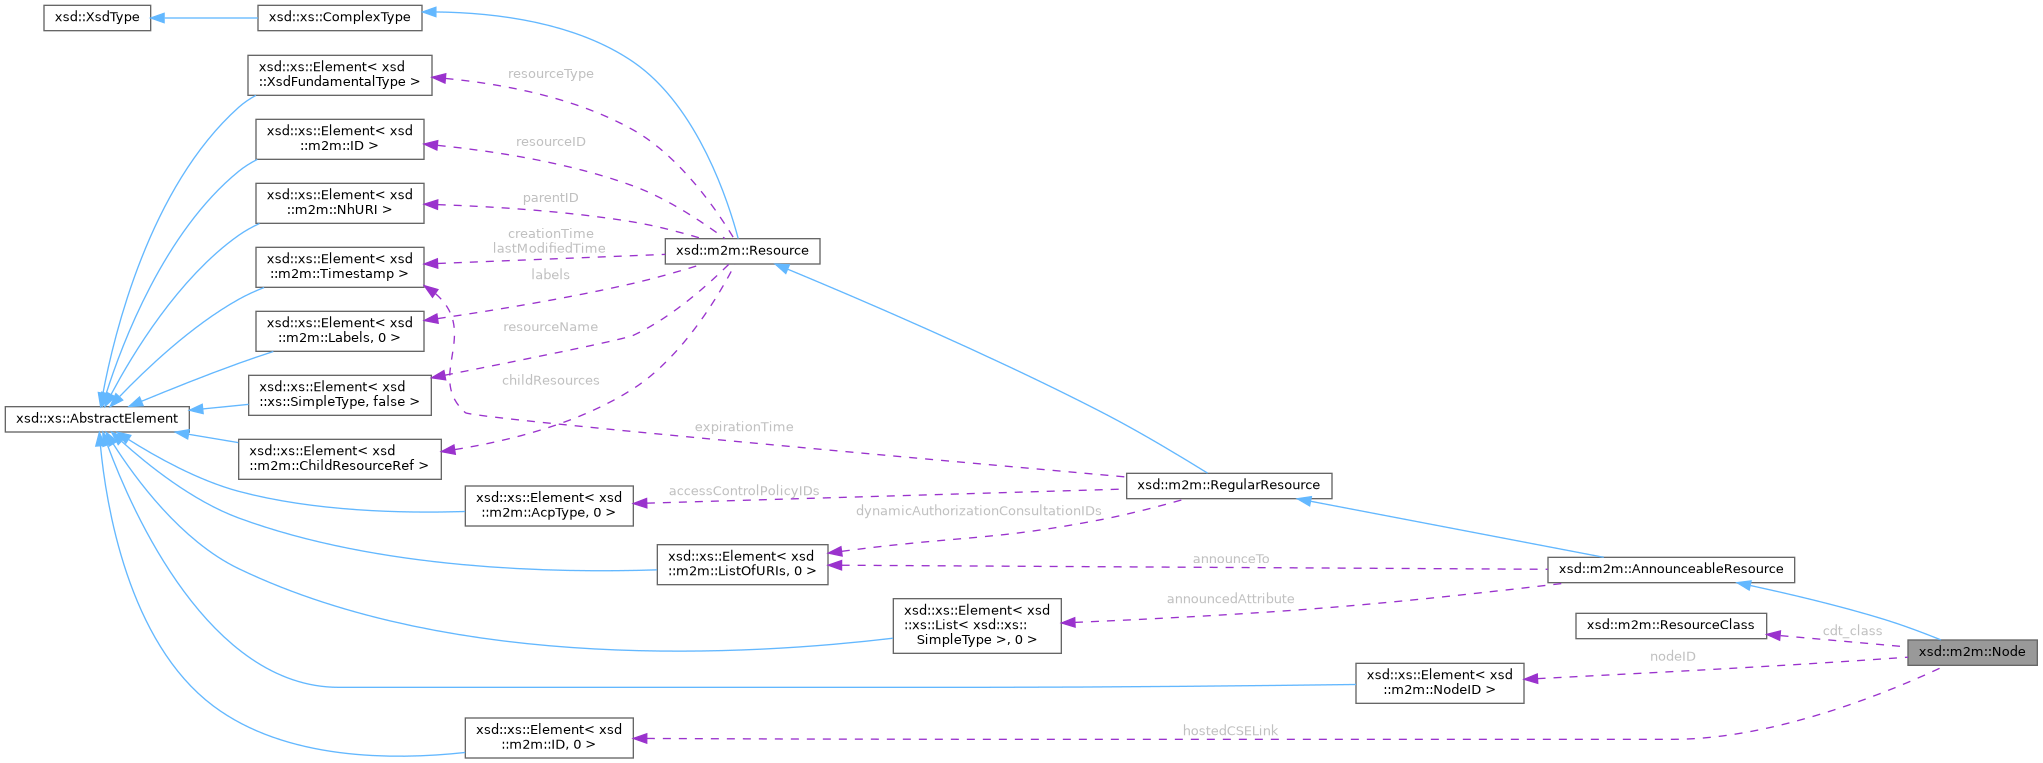 xsd::XsdType
xsd::xs::ComplexType
xsd::xs::Element< xsd
::XsdFundamentalType >
resourceType
xsd::xs::Element< xsd
::m2m::ID >
resourceID
xsd::xs::Element< xsd
::m2m::NhURI >
parentID
creationTime
lastModifiedTime
xsd::m2m::Resource
xsd::xs::Element< xsd
::m2m::Timestamp >
labels
xsd::xs::Element< xsd
::m2m::Labels, 0 >
resourceName
xsd::xs::Element< xsd
::xs::SimpleType, false >
childResources
xsd::xs::AbstractElement
expirationTime
xsd::xs::Element< xsd
::m2m::ChildResourceRef >
xsd::m2m::RegularResource
accessControlPolicyIDs
xsd::xs::Element< xsd
::m2m::AcpType, 0 >
dynamicAuthorizationConsultationIDs
xsd::xs::Element< xsd
::m2m::ListOfURIs, 0 >
announceTo
xsd::m2m::AnnounceableResource
announcedAttribute
xsd::xs::Element< xsd
::xs::List< xsd::xs::
SimpleType >, 0 >
xsd::m2m::ResourceClass
cdt_class
xsd::m2m::Node
nodeID
xsd::xs::Element< xsd
::m2m::NodeID >
xsd::xs::Element< xsd
::m2m::ID, 0 >
hostedCSELink